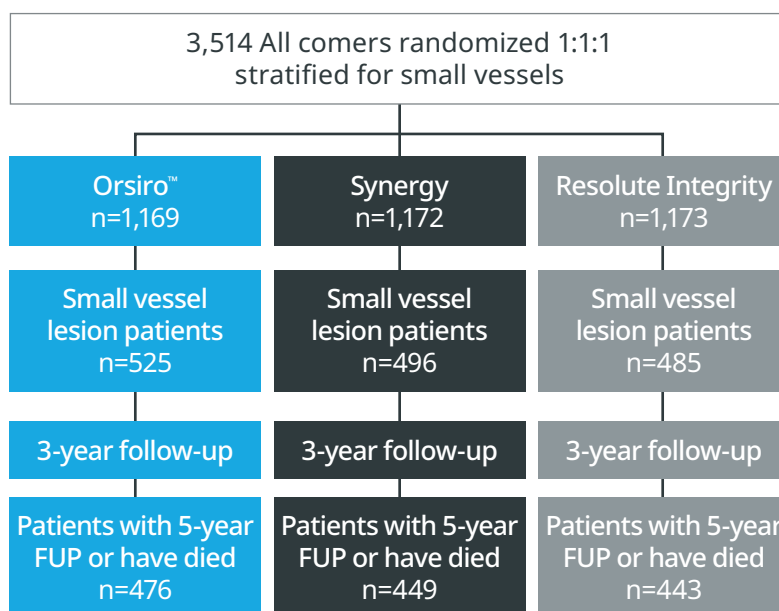 3,514 All comers randomized 1:1:1
stratified for small vessels
Orsiro™
n=1,169
Synergy
n=1,172
Resolute Integrity
n=1,173
Small vessel
lesion patients
n=525
Small vessel
lesion patients
n=496
Small vessel
lesion patients
n=485
3-year follow-up
3-year follow-up
3-year follow-up
Patients with 5-year
FUP or have died
n=476
Patients with 5-year
FUP or have died
n=449
Patients with 5-year
FUP or have died
n=443